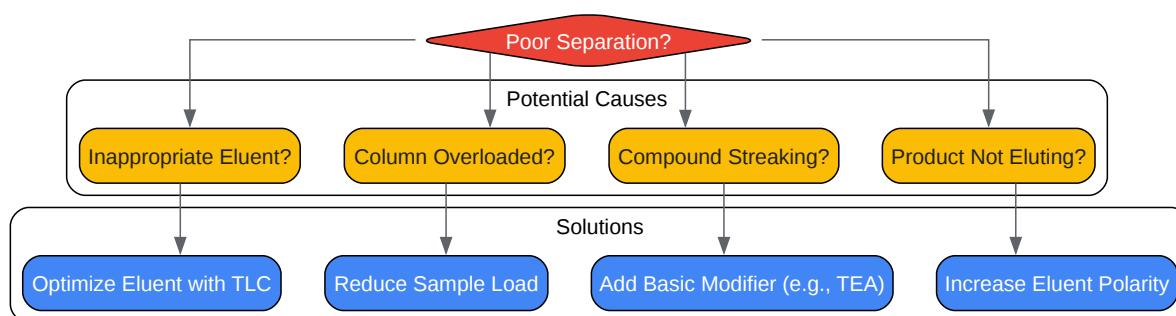 Poor Separation?
Potential Causes
Inappropriate Eluent?
Column Overloaded?
Compound Streaking?
Product Not Eluting?
Solutions
Optimize Eluent with TLC
Reduce Sample Load
Add Basic Modifier (e.g., TEA)
Increase Eluent Polarity